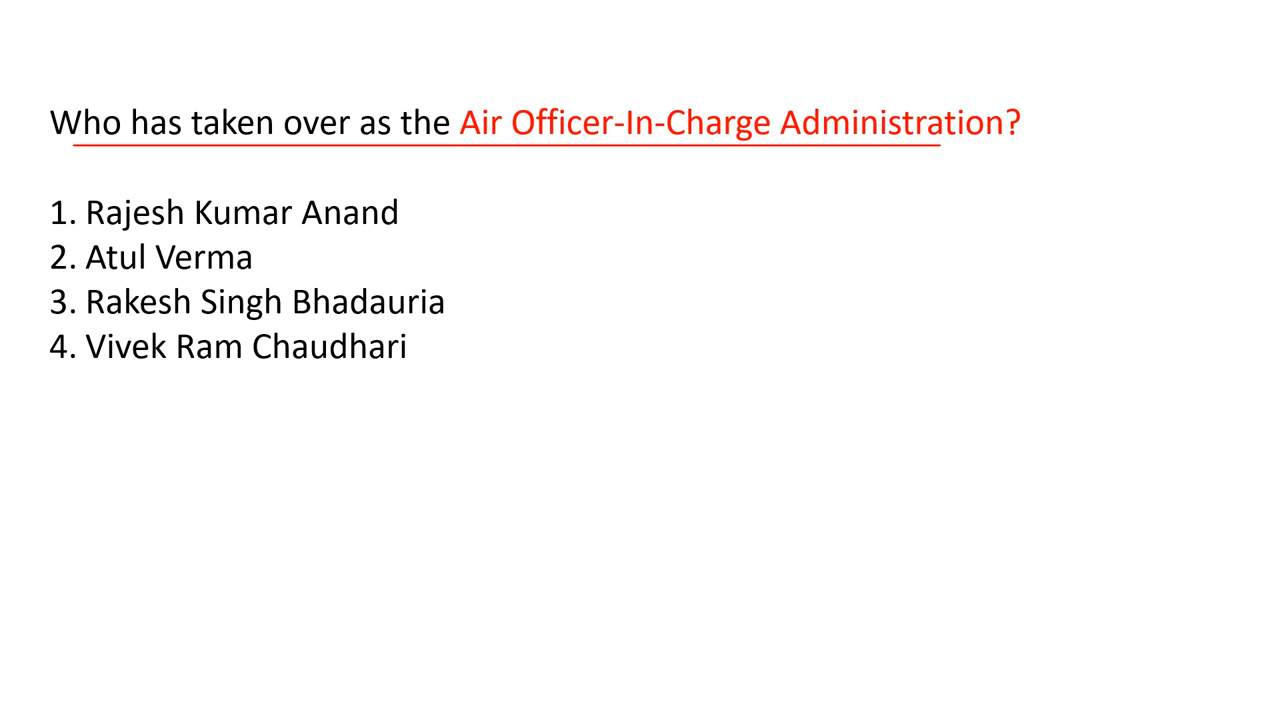 Who has taken over as the Air Officer-In-Charge Administration?
1. Rajesh Kumar Anand
2. Atul Verma
3. Rakesh Singh Bhadauria
4. Vivek Ram Chaudhari